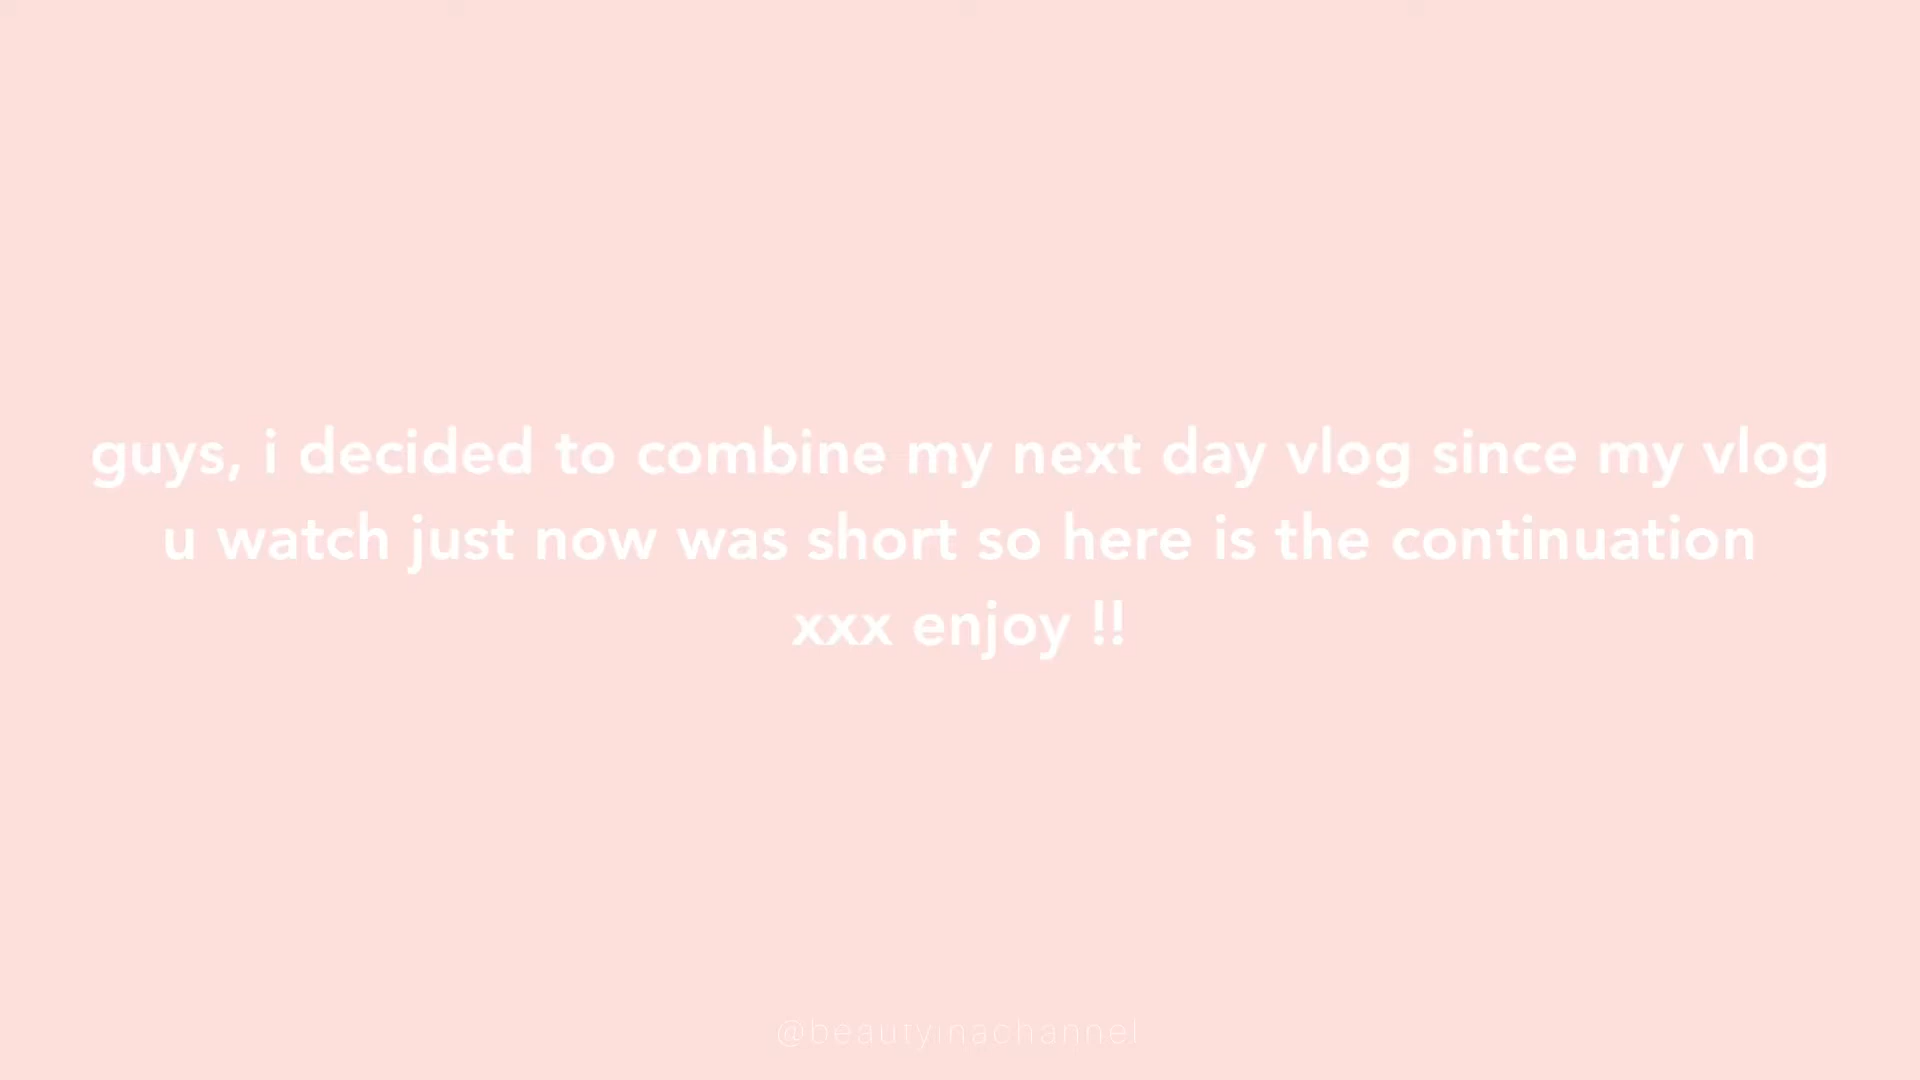 guys, i decided to combine my next day vlog since my vlog
u watch just now was short so here is the continuation
xxx enjoy !!
@beautyinachannel